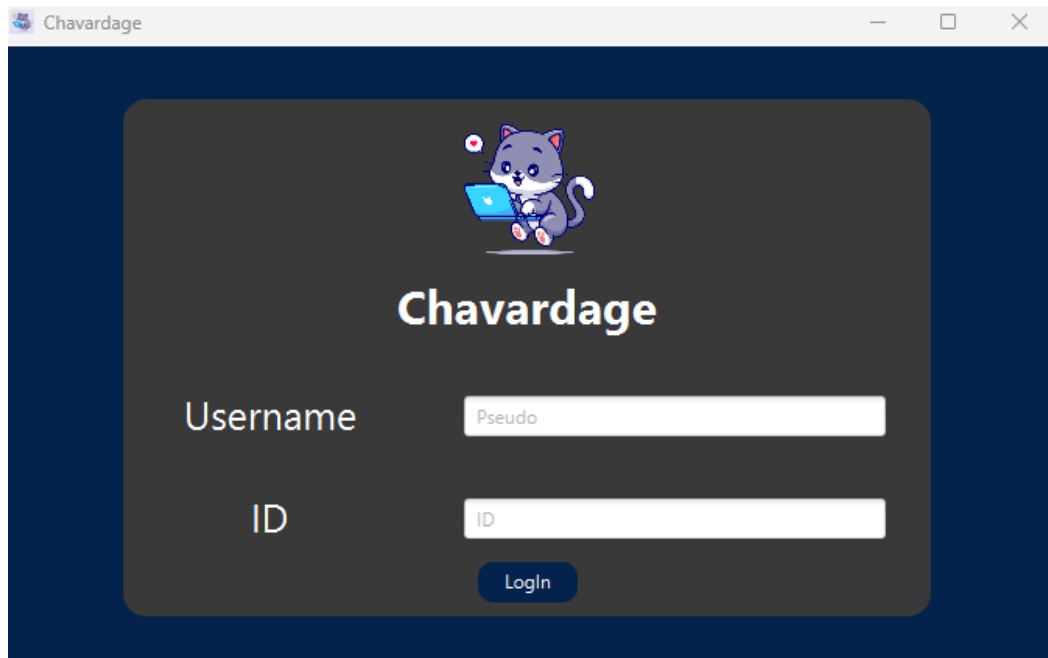 Chavardage
Chavardage
Username
Pseudo
ID
ID
LogIn